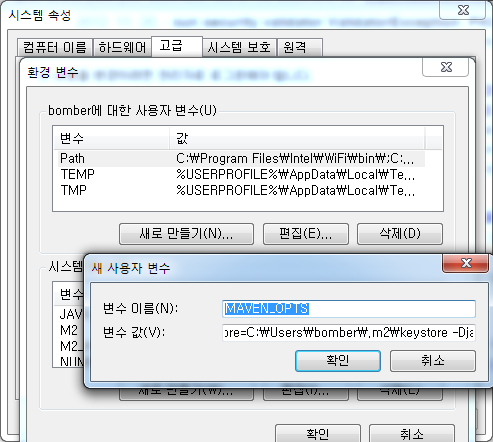 시스템 속성
컴퓨터 이름 하드웨어 고급 시스템 보호 원격
환경 변수
bomber에 대한 사용자 변수(U)
변수 값
Path C:₩Program Files₩Intel₩WiFi₩bin₩;C:...
TEMP %USERPROFILE%₩AppData₩Local₩Te...
TMP %USERPROFILE%₩AppData₩Local₩Te...
새로 만들기(N)... 편집(E)... 삭제(D)
시스템
새 사용자 변수
변수
변수 이름(N): MAVEN_OPTS
JAV
변수 값(V): ore=C:₩Users₩bomber₩.m2₩keystore -Dja
M2
M2_
확인 취소
새로 만들기(W)... 편집(I)... 삭제(L)
확인 취소